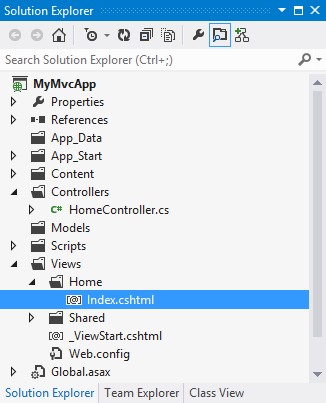 Solution Explorer
Search Solution Explorer (Ctrl+;)
MyMvcApp
Properties
References
App_Data
App_Start
Content
Controllers
C# HomeController.cs
Models
Scripts
Views
Home
[@] Index.cshtml
Shared
[@] _ViewStart.cshtml
Web.config
Global.asax
Solution Explorer Team Explorer Class View